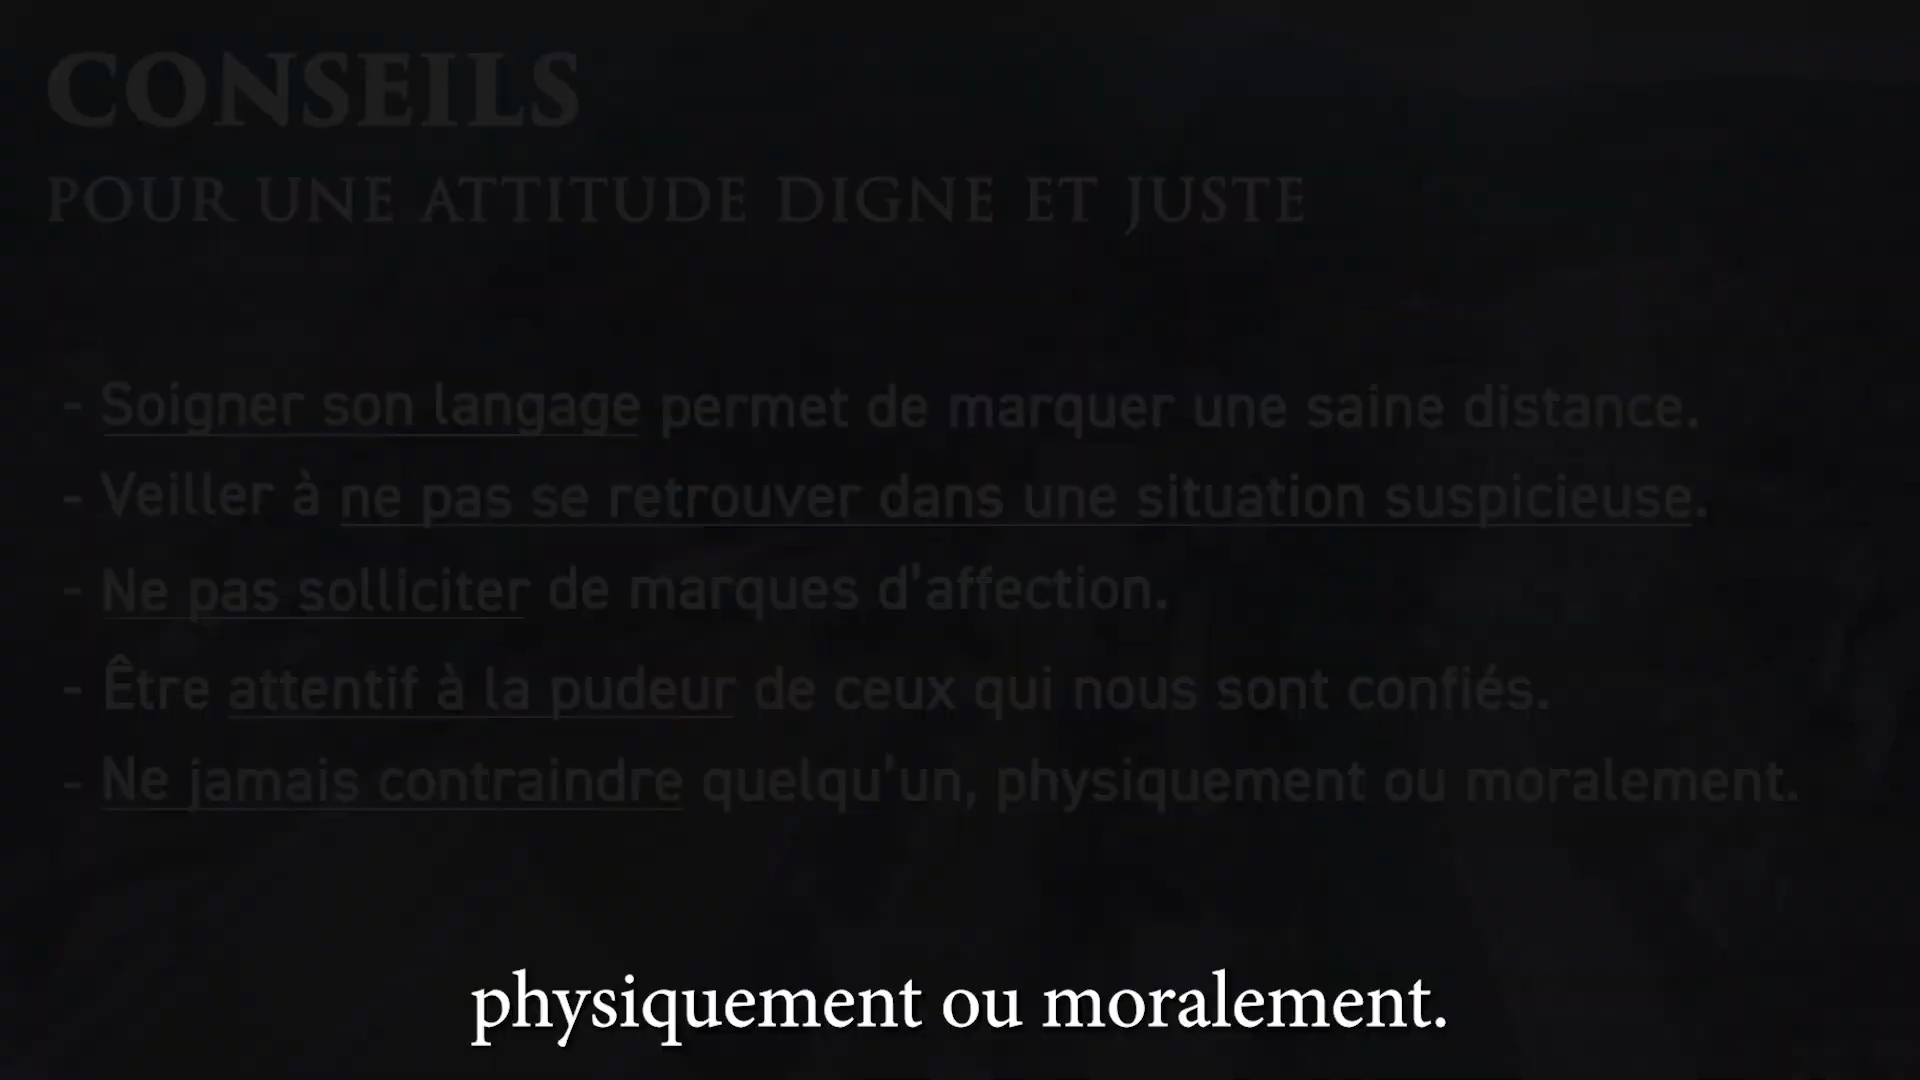 CONSEILS
POUR UNE ATTITUDE DIGNE ET JUSTE
- Soigner son langage permet de marquer une saine distance.
- Veiller à ne pas se retrouver dans une situation suspicieuse.
- Ne pas solliciter de marques d'affection.
- Être attentif à la pudeur de ceux qui nous sont confiés.
- Ne jamais contraindre quelqu'un, physiquement ou moralement.
physiquement ou moralement.